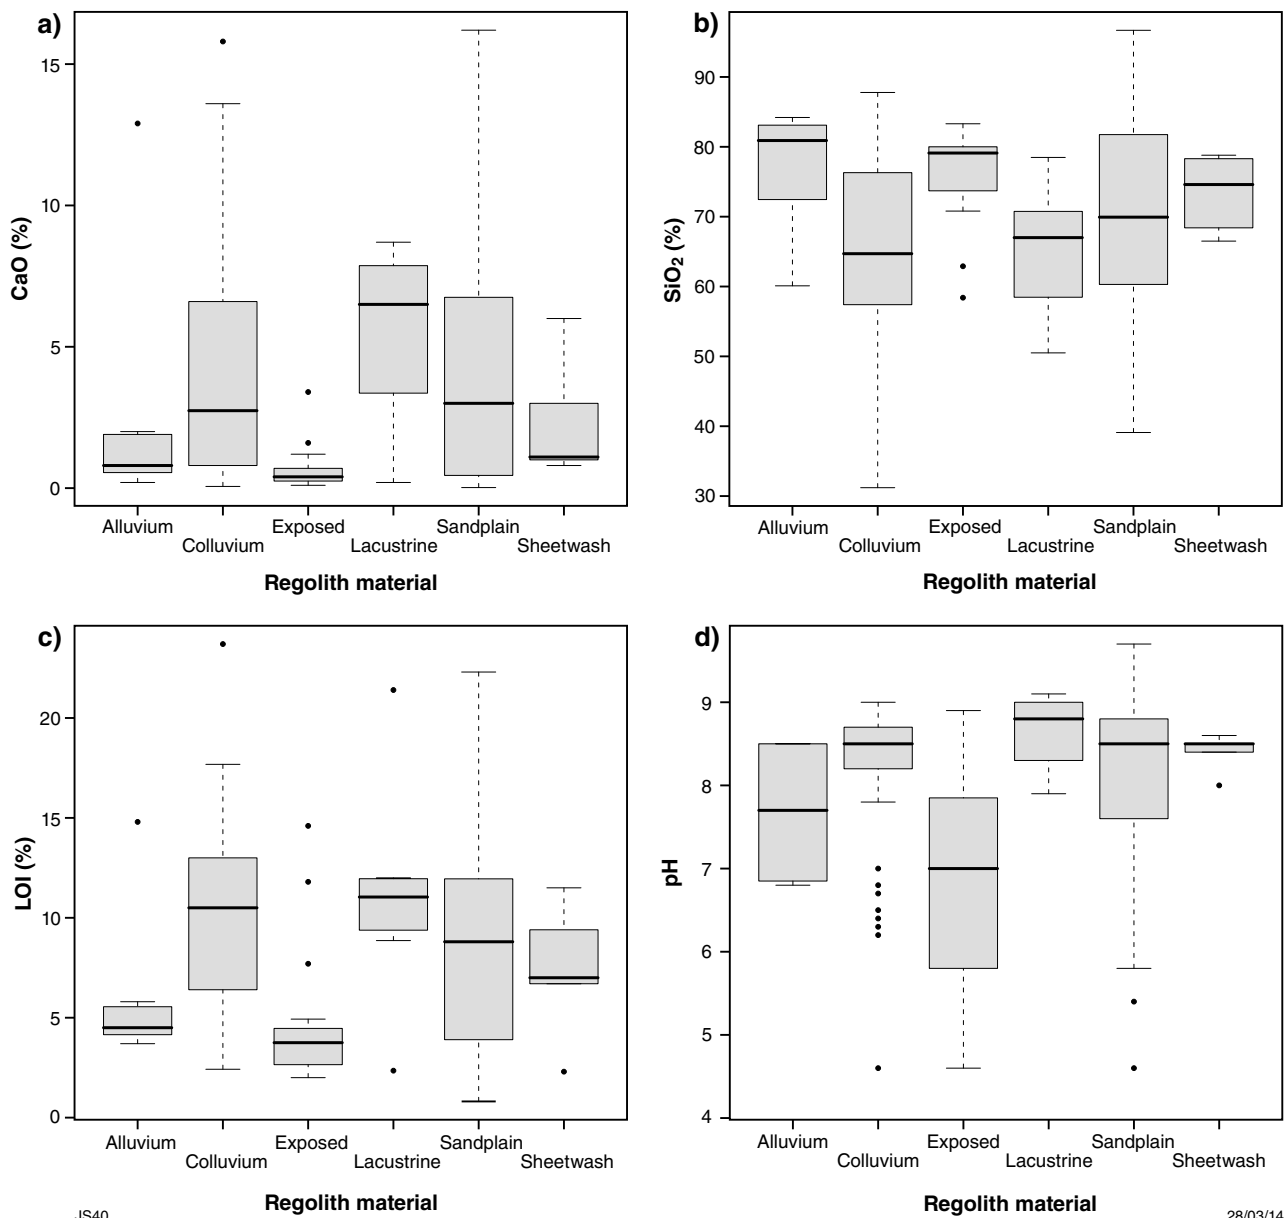 a)
15
10
5
0
CaO (%)
Alluvium Exposed Sandplain
Colluvium Lacustrine Sheetwash
Regolith material
b)
90
80
70
60
50
40
30
SiO2 (%)
Alluvium Exposed Sandplain
Colluvium Lacustrine Sheetwash
Regolith material
c)
20
15
10
5
0
LOI (%)
Alluvium Exposed Sandplain
Colluvium Lacustrine Sheetwash
Regolith material
d)
9
8
7
6
5
4
pH
Alluvium Exposed Sandplain
Colluvium Lacustrine Sheetwash
Regolith material
JS40
28/03/14